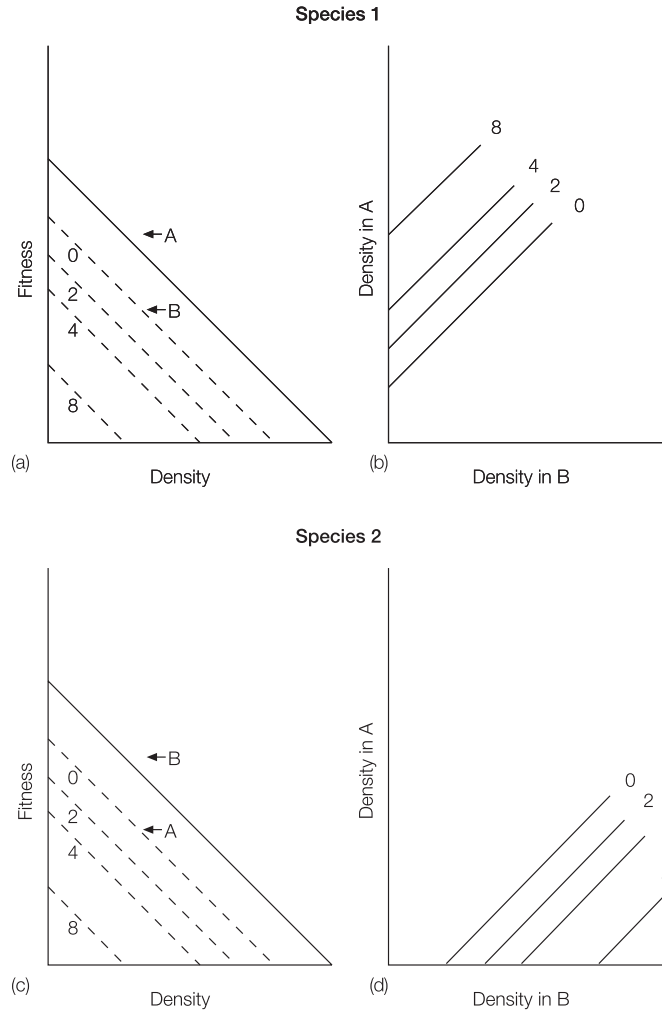 Species 1
A
B
0
2
4
8
Fitness
Density
(a)
8
4
2
0
Density in A
Density in B
(b)
Species 2
B
A
0
2
4
8
Fitness
Density
(c)
0
2
Density in A
Density in B
(d)